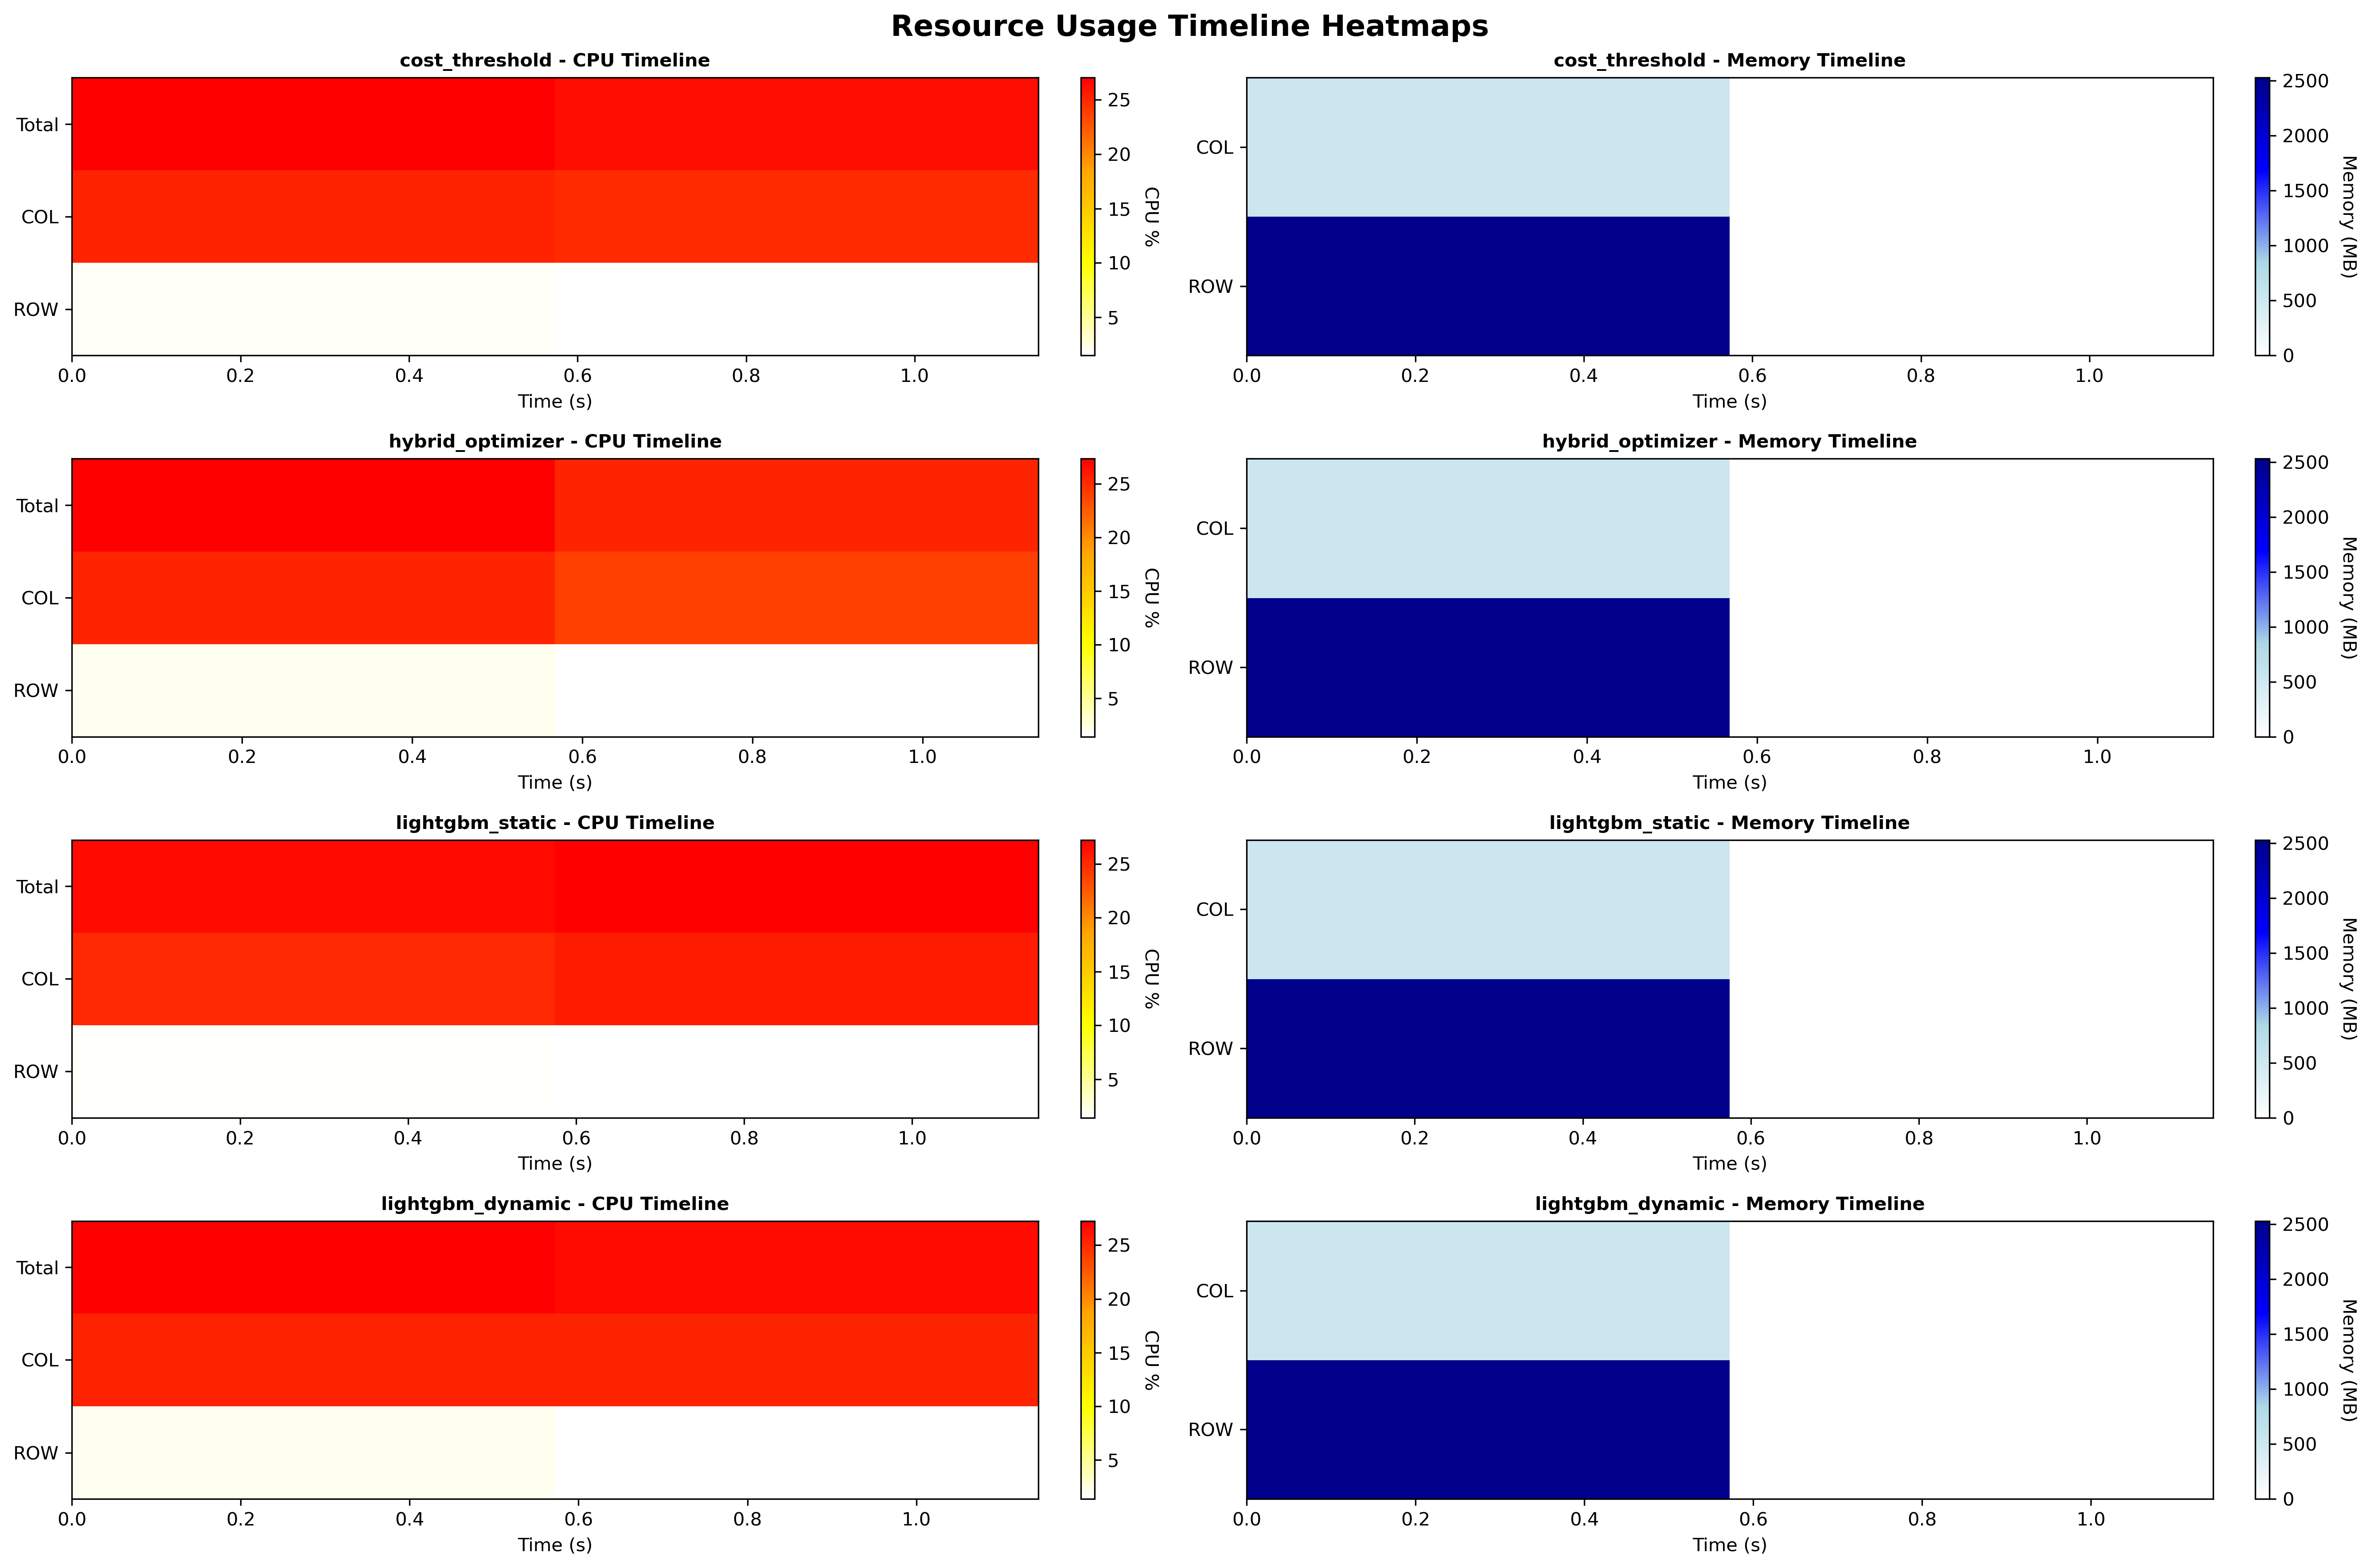 Resource Usage Timeline Heatmaps
cost_threshold - CPU Timeline
Total
COL
ROW
0.0 0.2 0.4 0.6 0.8 1.0
Time (s)
25
20
15
10
5
CPU %
cost_threshold - Memory Timeline
COL
ROW
0.0 0.2 0.4 0.6 0.8 1.0
Time (s)
2500
2000
1500
1000
500
0
Memory (MB)
hybrid_optimizer - CPU Timeline
Total
COL
ROW
0.0 0.2 0.4 0.6 0.8 1.0
Time (s)
25
20
15
10
5
CPU %
hybrid_optimizer - Memory Timeline
COL
ROW
0.0 0.2 0.4 0.6 0.8 1.0
Time (s)
2500
2000
1500
1000
500
0
Memory (MB)
lightgbm_static - CPU Timeline
Total
COL
ROW
0.0 0.2 0.4 0.6 0.8 1.0
Time (s)
25
20
15
10
5
CPU %
lightgbm_static - Memory Timeline
COL
ROW
0.0 0.2 0.4 0.6 0.8 1.0
Time (s)
2500
2000
1500
1000
500
0
Memory (MB)
lightgbm_dynamic - CPU Timeline
Total
COL
ROW
0.0 0.2 0.4 0.6 0.8 1.0
Time (s)
25
20
15
10
5
CPU %
lightgbm_dynamic - Memory Timeline
COL
ROW
0.0 0.2 0.4 0.6 0.8 1.0
Time (s)
2500
2000
1500
1000
500
0
Memory (MB)